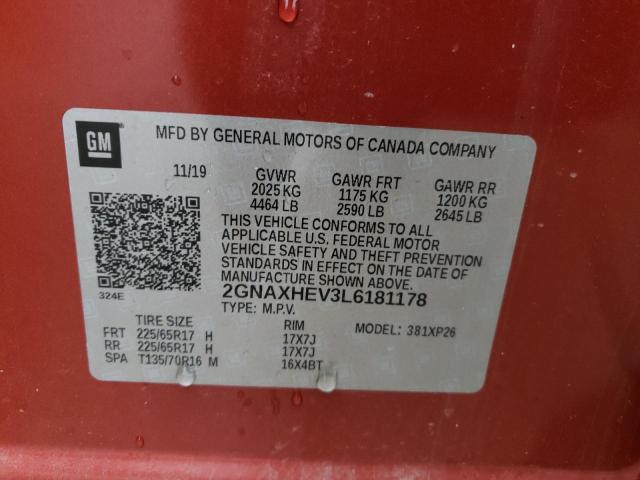 GM
MFD BY GENERAL MOTORS OF CANADA COMPANY
11/19 GVWR GAWR FRT GAWR RR
2025 KG 1175 KG 1200 KG
4464 LB 2590 LB 2645 LB
THIS VEHICLE CONFORMS TO ALL
APPLICABLE U.S. FEDERAL MOTOR
VEHICLE SAFETY AND THEFT PREVENTION
STANDARDS IN EFFECT ON THE DATE OF
MANUFACTURE SHOWN ABOVE.
324E
2GNAXHEV3L6181178
TYPE: M.P.V.
TIRE SIZE RIM MODEL: 381XP26
FRT 225/65R17 H 17X7J
RR 225/65R17 H 17X7J
SPA T135/70R16 M 16X4BT